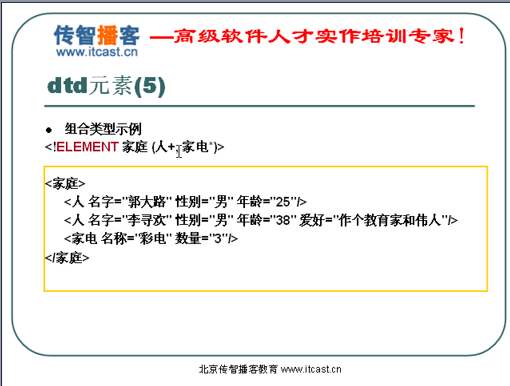 传智播客 —高级软件人才实作培训专家!
www.itcast.cn
dtd元素(5)
● 组合类型示例
<!ELEMENT 家庭 (人+, 家电*)>
<家庭>
<人 名字="郭大路" 性别="男" 年龄="25"/>
<人 名字="李寻欢" 性别="男" 年龄="38" 爱好="作个教育家和伟人"/>
<家电 名称="彩电" 数量="3"/>
</家庭>
北京传智播客教育 www.itcast.cn